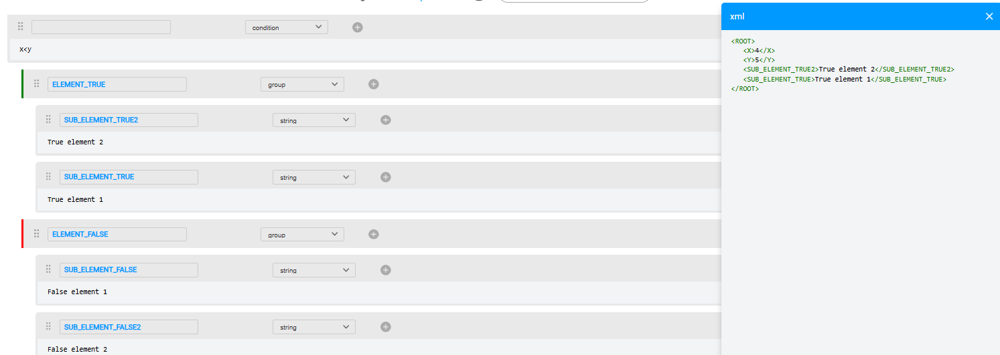 condition
x<y
ELEMENT_TRUE group
SUB_ELEMENT_TRUE2 string
True element 2
SUB_ELEMENT_TRUE string
True element 1
ELEMENT_FALSE group
SUB_ELEMENT_FALSE string
False element 1
SUB_ELEMENT_FALSE2 string
False element 2
xml
<ROOT>
<X>4</X>
<Y>5</Y>
<SUB_ELEMENT_TRUE2>True element 2</SUB_ELEMENT_TRUE2>
<SUB_ELEMENT_TRUE>True element 1</SUB_ELEMENT_TRUE>
</ROOT>